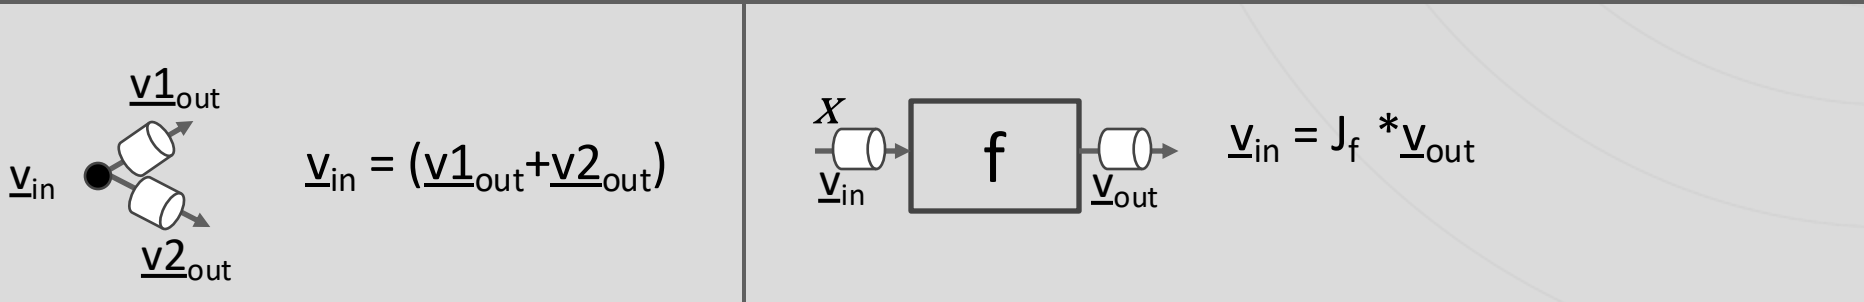 v1out
vin
vin = (v1out+v2out)
v2out
x
f
vin
vout
vin = Jf *vout